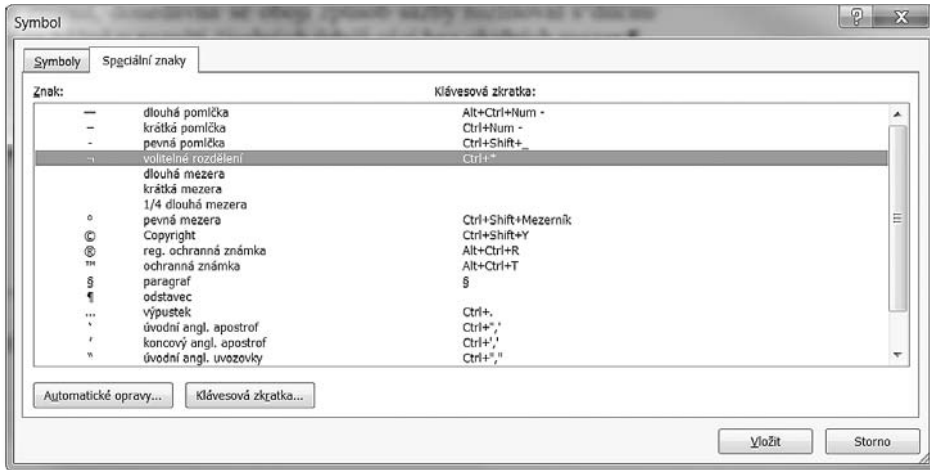 Symbol
Symboly Speciální znaky
Znak: Klávesová zkratka:
— dlouhá pomlčka Alt+Ctrl+Num -
– krátká pomlčka Ctrl+Num -
- pevná pomlčka Ctrl+Shift+_
¬ volitelné rozdělení Ctrl+*
dlouhá mezera
krátká mezera
1/4 dlouhá mezera
° pevná mezera Ctrl+Shift+Mezerník
© Copyright Ctrl+Shift+Y
® reg. ochranná známka Alt+Ctrl+R
™ ochranná známka Alt+Ctrl+T
§ paragraf §
¶ odstavec
… výpustek Ctrl+.
‘ úvodní angl. apostrof Ctrl+",'
’ koncový angl. apostrof Ctrl+','
“ úvodní angl. uvozovky Ctrl+","
Automatické opravy... Klávesová zkratka...
Vložit Storno